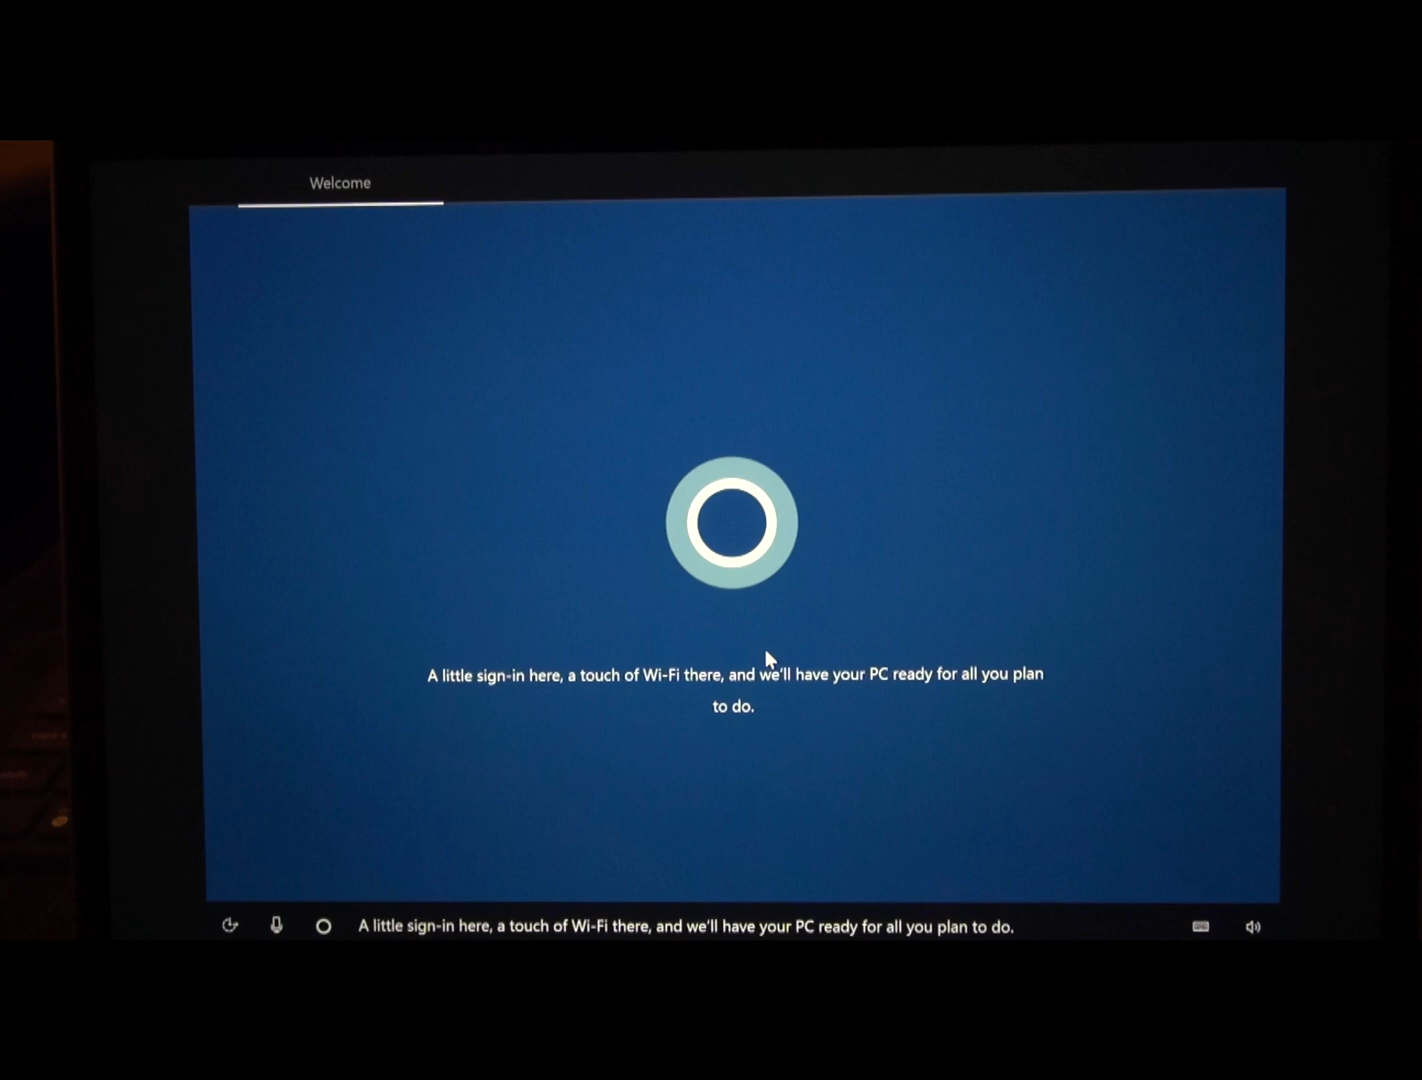 Welcome
A little sign-in here, a touch of Wi-Fi there, and we'll have your PC ready for all you plan
to do.
A little sign-in here, a touch of Wi-Fi there, and we'll have your PC ready for all you plan to do.